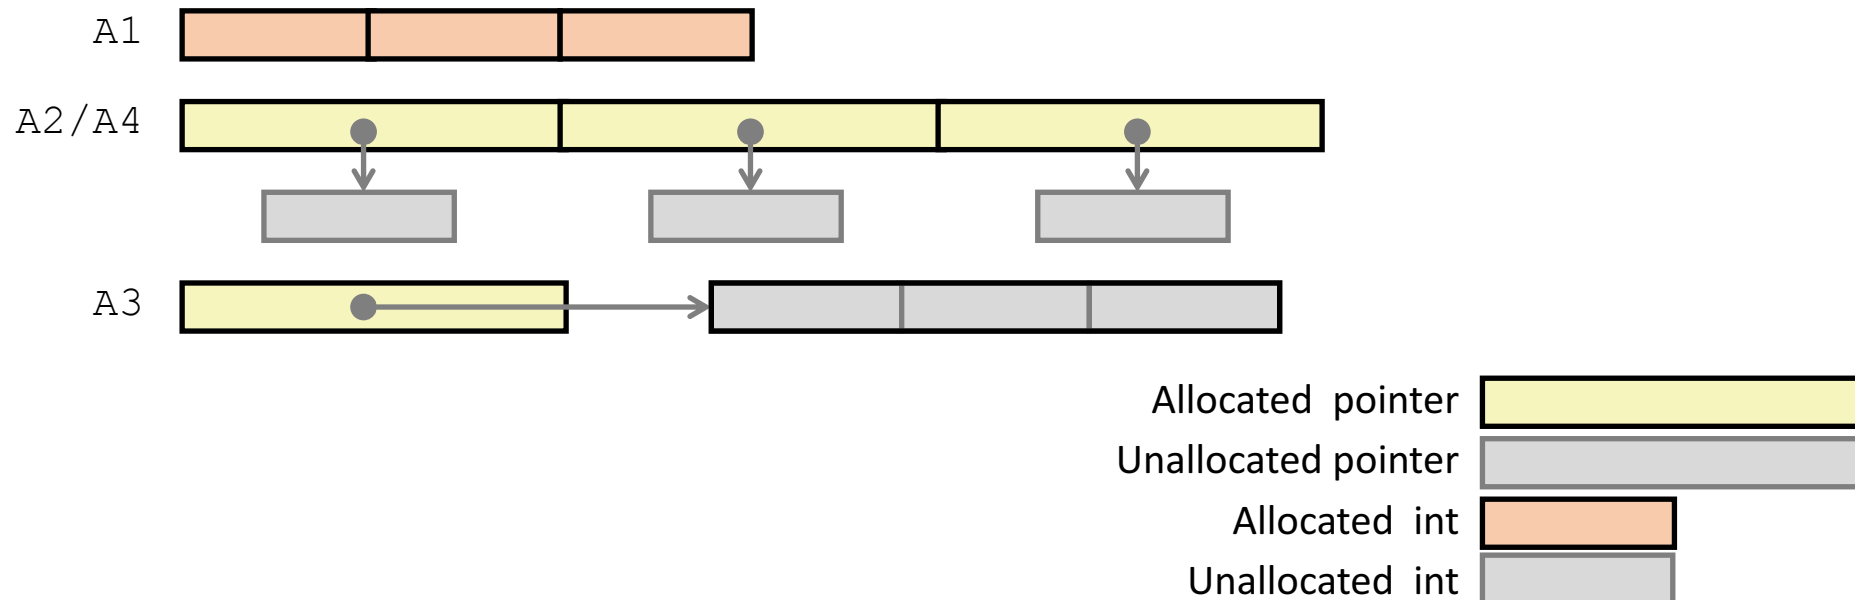 A1
A2/A4
A3
Allocated pointer
Unallocated pointer
Allocated int
Unallocated int